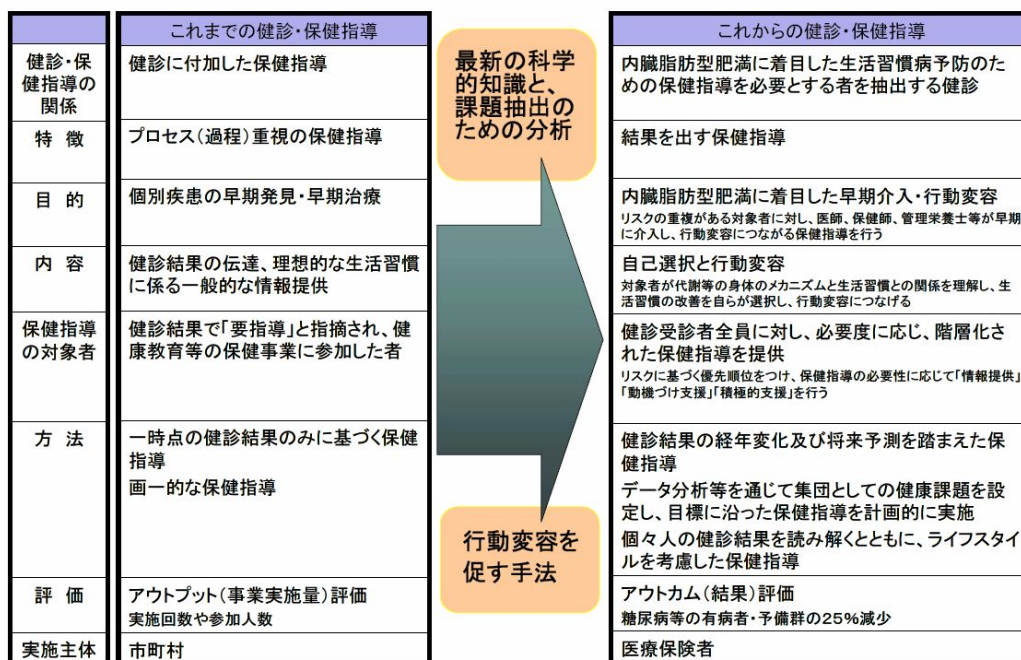 これまでの健診・保健指導
これからの健診・保健指導
健診・保
健指導の
関係
健診に付加した保健指導
最新の科学
的知識と、
課題抽出の
ための分析
内臓脂肪型肥満に着目した生活習慣病予防のた
めの保健指導を必要とする者を抽出する健診
特 徴
プロセス(過程)重視の保健指導
結果を出す保健指導
目 的
個別疾患の早期発見・早期治療
内臓脂肪型肥満に着目した早期介入・行動変容
リスクの重複がある対象者に対し、医師、保健師、管理栄養士等が早期
に介入し、行動変容につながる保健指導を行う
内 容
健診結果の伝達、理想的な生活習慣
に係る一般的な情報提供
自己選択と行動変容
対象者が代謝等の身体のメカニズムと生活習慣との関係を理解し、生
活習慣の改善を自らが選択し、行動変容につなげる
保健指導
の対象者
健診結果で「要指導」と指摘され、健
康教育等の保健事業に参加した者
健診受診者全員に対し、必要度に応じ、階層化さ
れた保健指導を提供
リスクに基づく優先順位をつけ、保健指導の必要性に応じて「情報提供」
「動機づけ支援」「積極的支援」を行う
方 法
一時点の健診結果のみに基づく保健
指導
画一的な保健指導
行動変容を
促す手法
健診結果の経年変化及び将来予測を踏まえた保
健指導
データ分析等を通じて集団としての健康課題を設
定し、目標に沿った保健指導を計画的に実施
個々人の健診結果を読み解くとともに、ライフスタイ
ルを考慮した保健指導
評 価
アウトプット(事業実施量)評価
実施回数や参加人数
アウトカム(結果)評価
糖尿病等の有病者・予備群の25%減少
実施主体
市町村
医療保険者